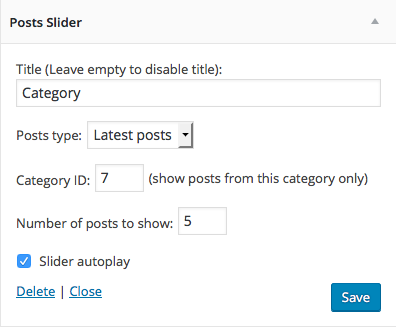 Posts Slider
Title (Leave empty to disable title):
Category
Posts type: Latest posts
Category ID: 7 (show posts from this category only)
Number of posts to show: 5
Slider autoplay
Delete | Close Save